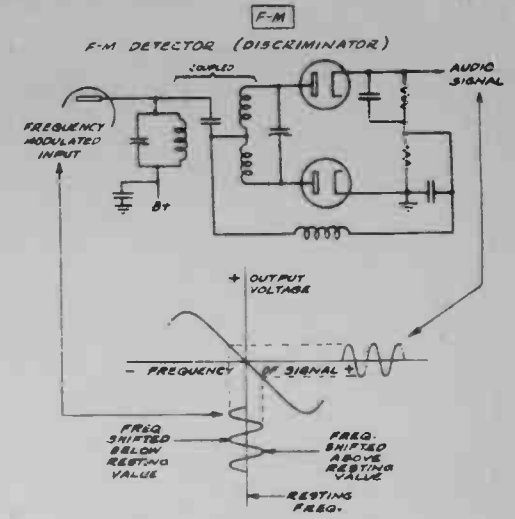 F-M
F-M DETECTOR (DISCRIMINATOR)
COUPLED
AUDIO
SIGNAL
FREQUENCY
MODULATED
INPUT
B+
+ OUTPUT
VOLTAGE
- FREQUENCY OF SIGNAL +
FREQ
SHIFTED
BELOW
RESTING
VALUE
FREQ.
SHIFTED
ABOVE
RESTING
VALUE
RESTING
FREQ.